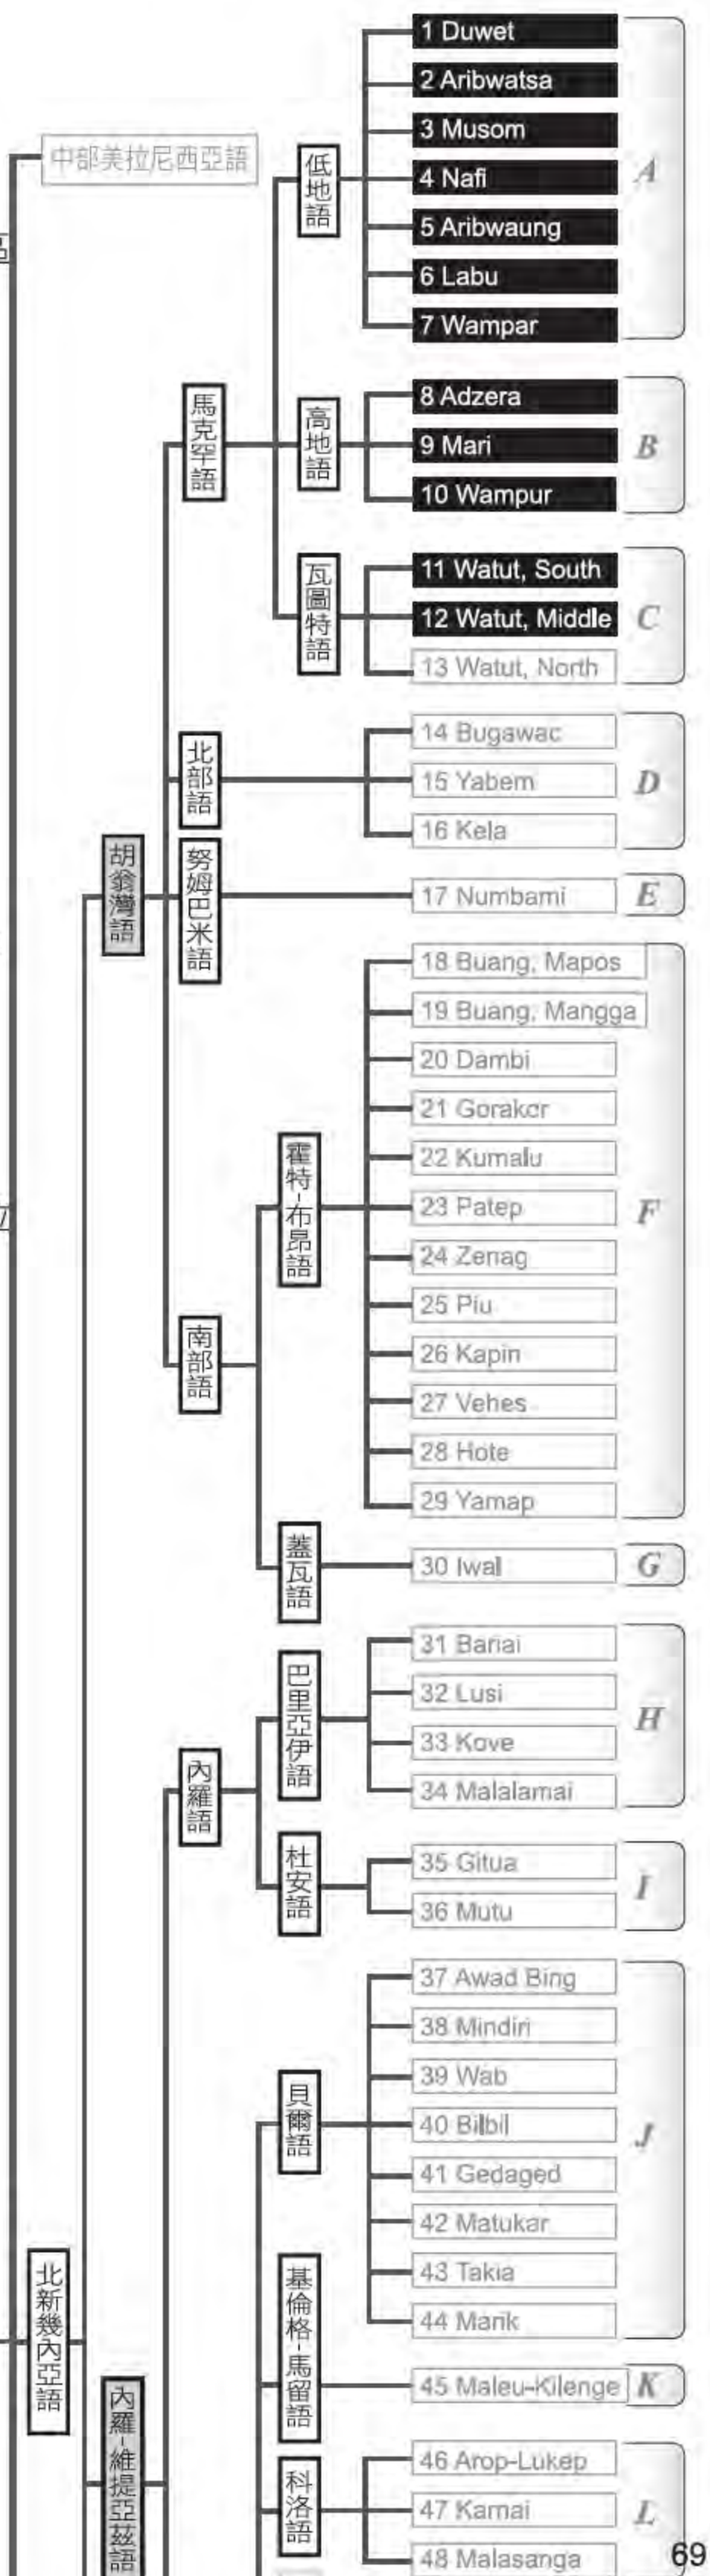 中部美拉尼西亞語
低地語
1 Duwet
2 Aribwatsa
3 Musom
4 Nafi
5 Aribwaung
6 Labu
7 Wampar
A
馬克罕語
高地語
8 Adzera
9 Mari
10 Wampur
B
瓦圖特語
11 Watut, South
12 Watut, Middle
13 Watut, North
C
北部語
14 Bugawac
15 Yabem
16 Kela
D
胡翁灣語
努姆巴米語
17 Numbami
E
18 Buang, Mapos
19 Buang, Mangga
20 Dambi
21 Gorakor
22 Kumalu
23 Patep
24 Zenag
25 Piu
26 Kapin
27 Vehes
28 Hote
29 Yamap
F
霍特-布昂語
南部語
蓋瓦語
30 Iwal
G
巴里亞伊語
31 Bariai
32 Lusi
33 Kove
34 Malalamai
H
內羅語
杜安語
35 Gitua
36 Mutu
I
貝爾語
37 Awad Bing
38 Mindiri
39 Wab
40 Bilbil
41 Gedaged
42 Matukar
43 Takia
44 Marik
J
北新幾內亞語
基倫格-馬留語
45 Maleu-Kilenge
K
內羅-維提亞茲語
科洛語
46 Arop-Lukep
47 Karnai
48 Malasanga
L
69